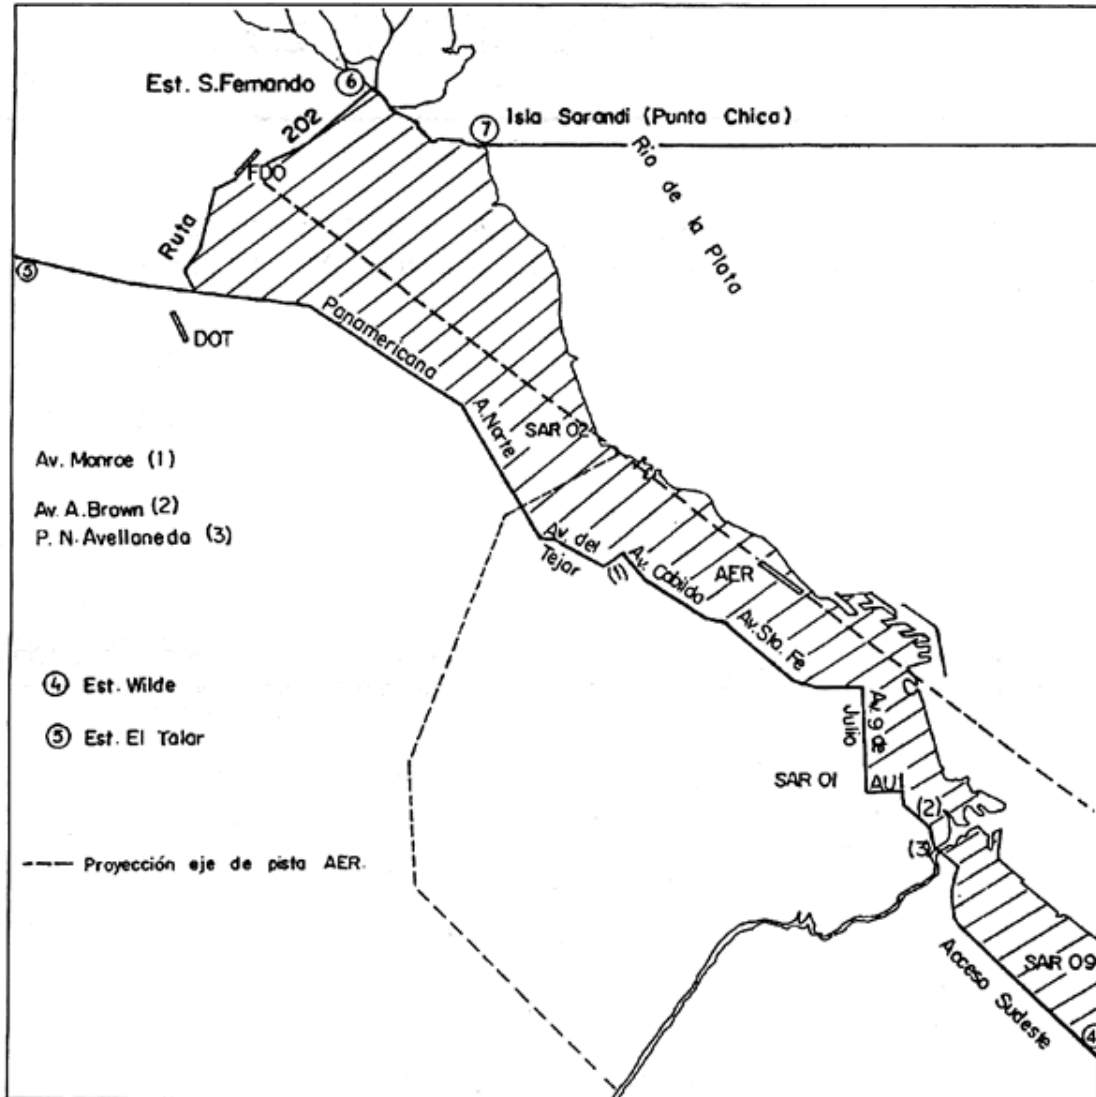 Est. S.Fernando
6
7
Isla Sarandi (Punta Chica)
202
FDO
Rio de la Plata
Ruta
5
DOT
Panamericana
A. Norte
SAR 02
Av. Monroe (1)
Av. A. Brown (2)
P. N. Avellaneda (3)
Av. del
Tejar
(1)
Av. Cabildo
AER
Av. Sta. Fe
4 Est. Wilde
5 Est. El Talar
Av. 9 de
Julio
SAR 01
AU1
(2)
(3)
---- Proyección eje de pista AER.
SAR 09
Acceso Sudeste
4